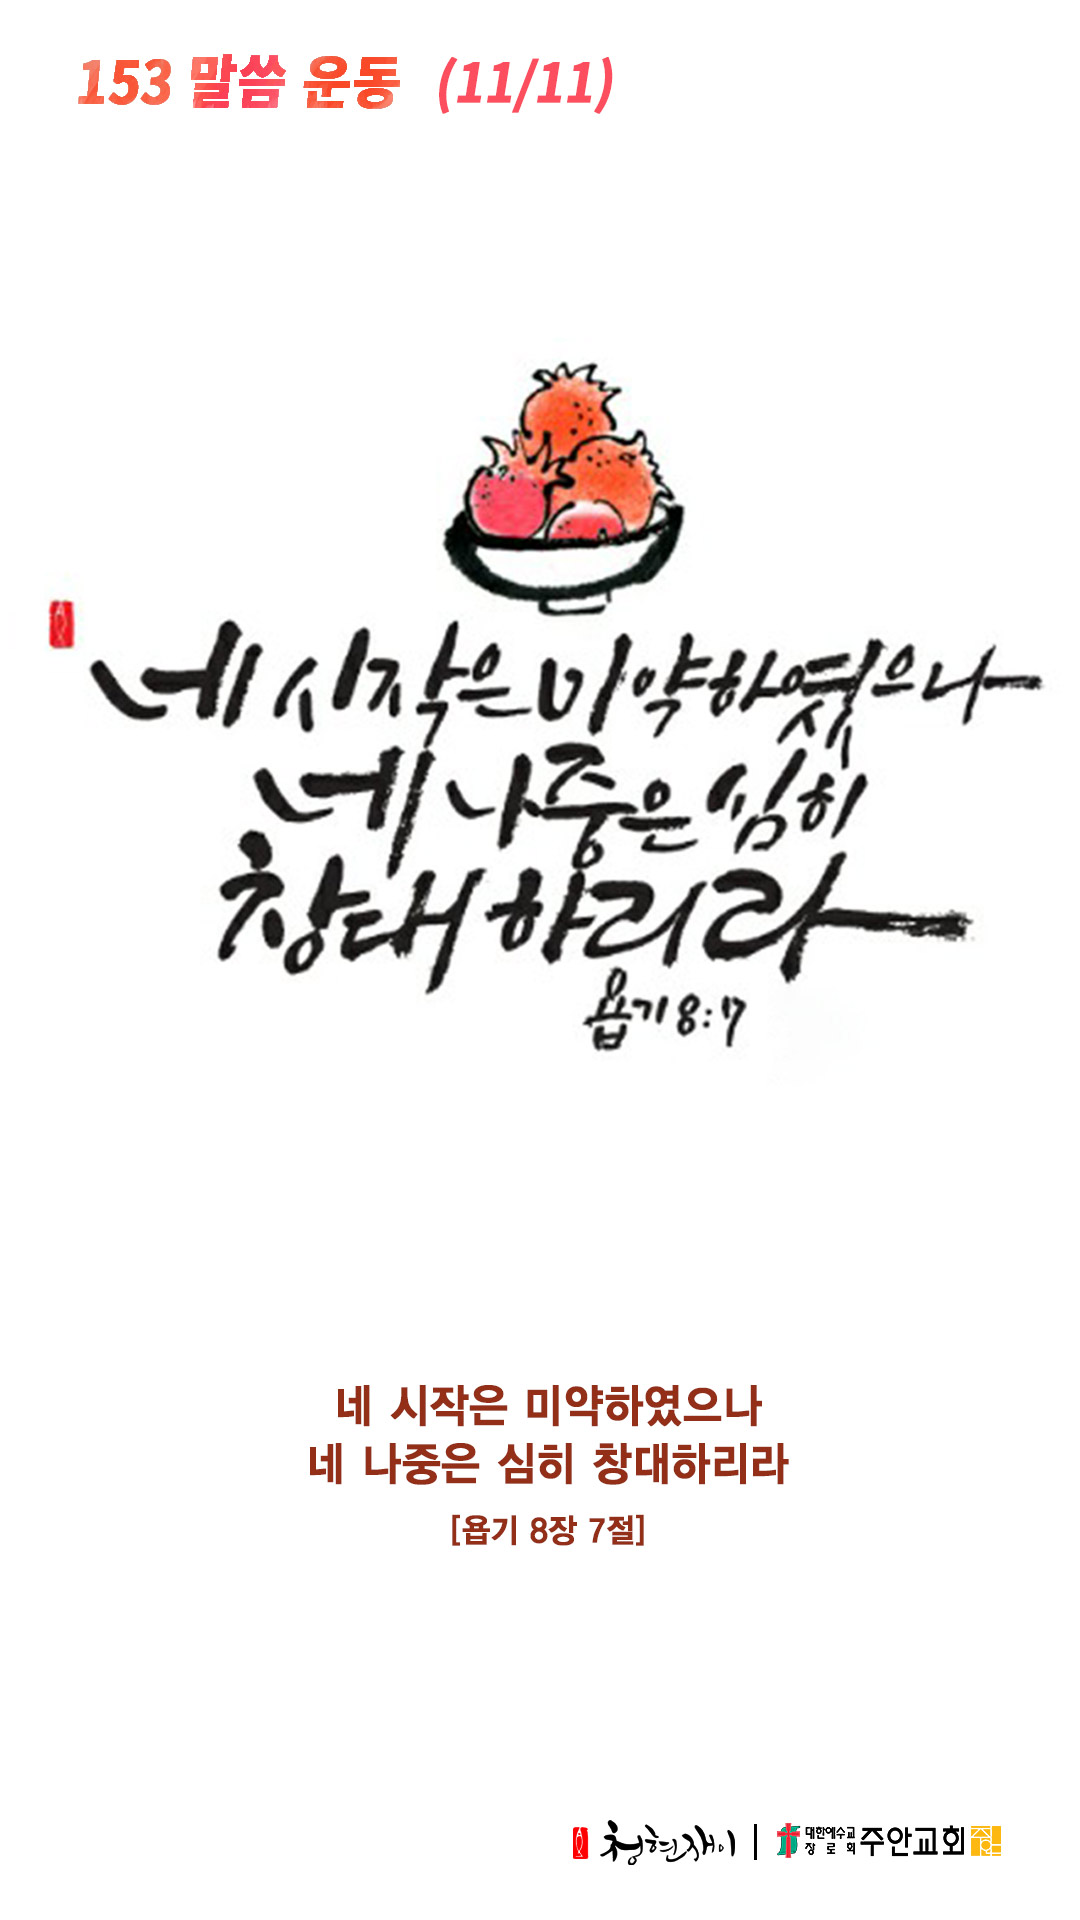 153 말씀 운동 (11/11)
네 시작은 미약하였으나
네 나중은 심히
창대하리라
욥기 8:7
네 시작은 미약하였으나
네 나중은 심히 창대하리라
[욥기 8장 7절]
청현재이 | 대한예수교 장로회 주안교회